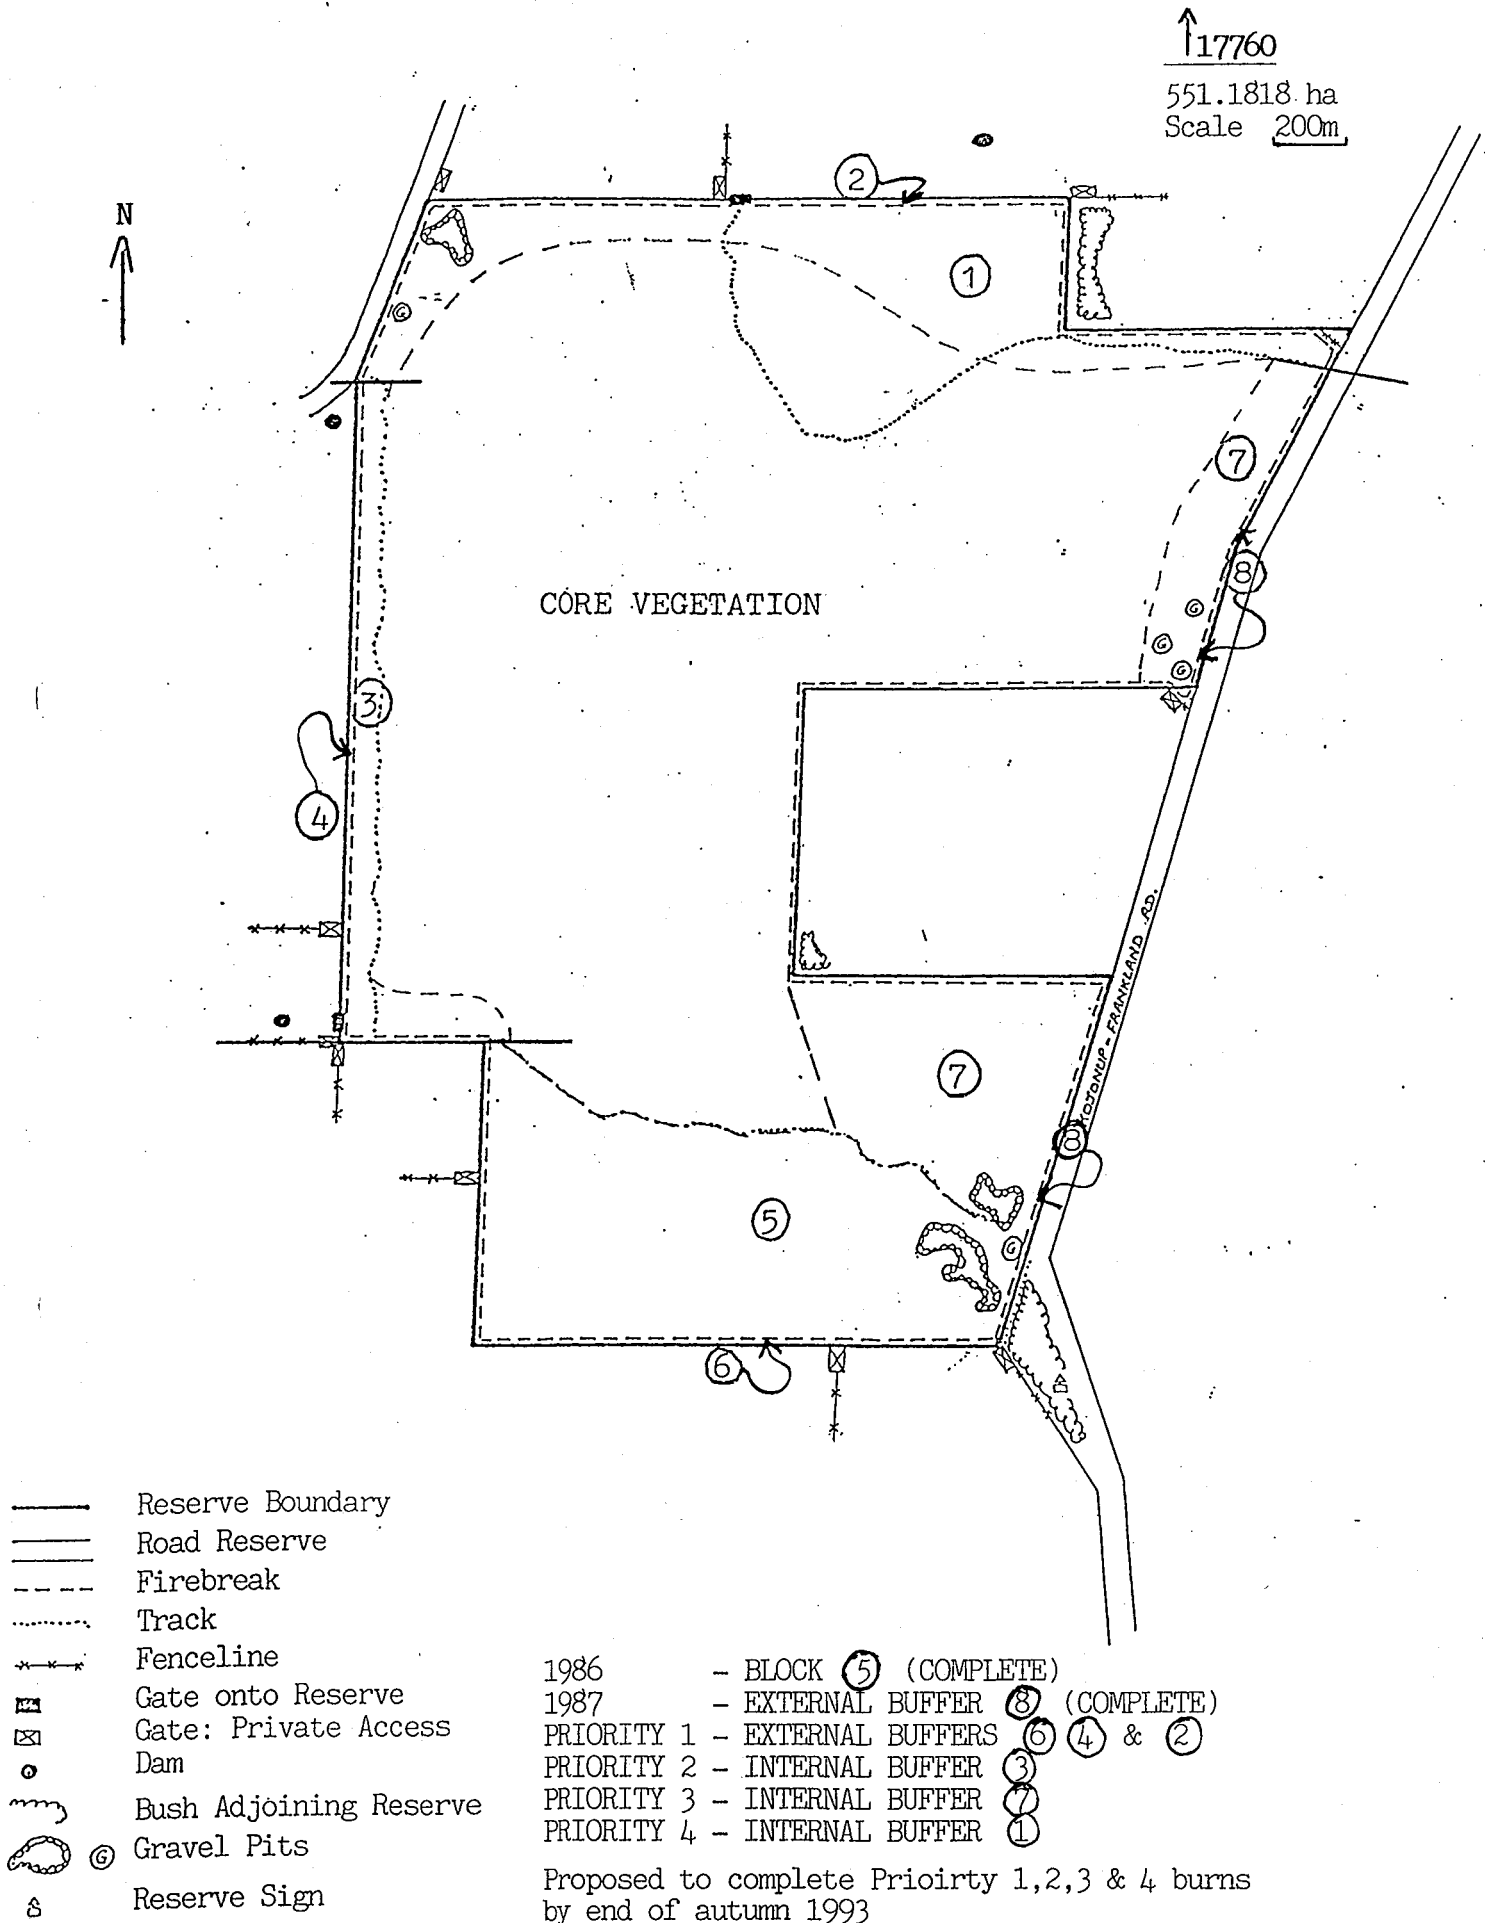 17760
551.1818 ha
Scale 200m
N
2
1
7
8
CORE VEGETATION
3
4
KOJONUP - FRANKLAND RD.
7
8
5
6
Reserve Boundary
Road Reserve
Firebreak
Track
Fenceline
Gate onto Reserve
Gate: Private Access
Dam
Bush Adjoining Reserve
G Gravel Pits
Reserve Sign
G
G
G
G
G
1986 - BLOCK 5 (COMPLETE)
1987 - EXTERNAL BUFFER 8 (COMPLETE)
PRIORITY 1 - EXTERNAL BUFFERS 6 4 & 2
PRIORITY 2 - INTERNAL BUFFER 3
PRIORITY 3 - INTERNAL BUFFER 7
PRIORITY 4 - INTERNAL BUFFER 1
Proposed to complete Prioirty 1,2,3 & 4 burns
by end of autumn 1993